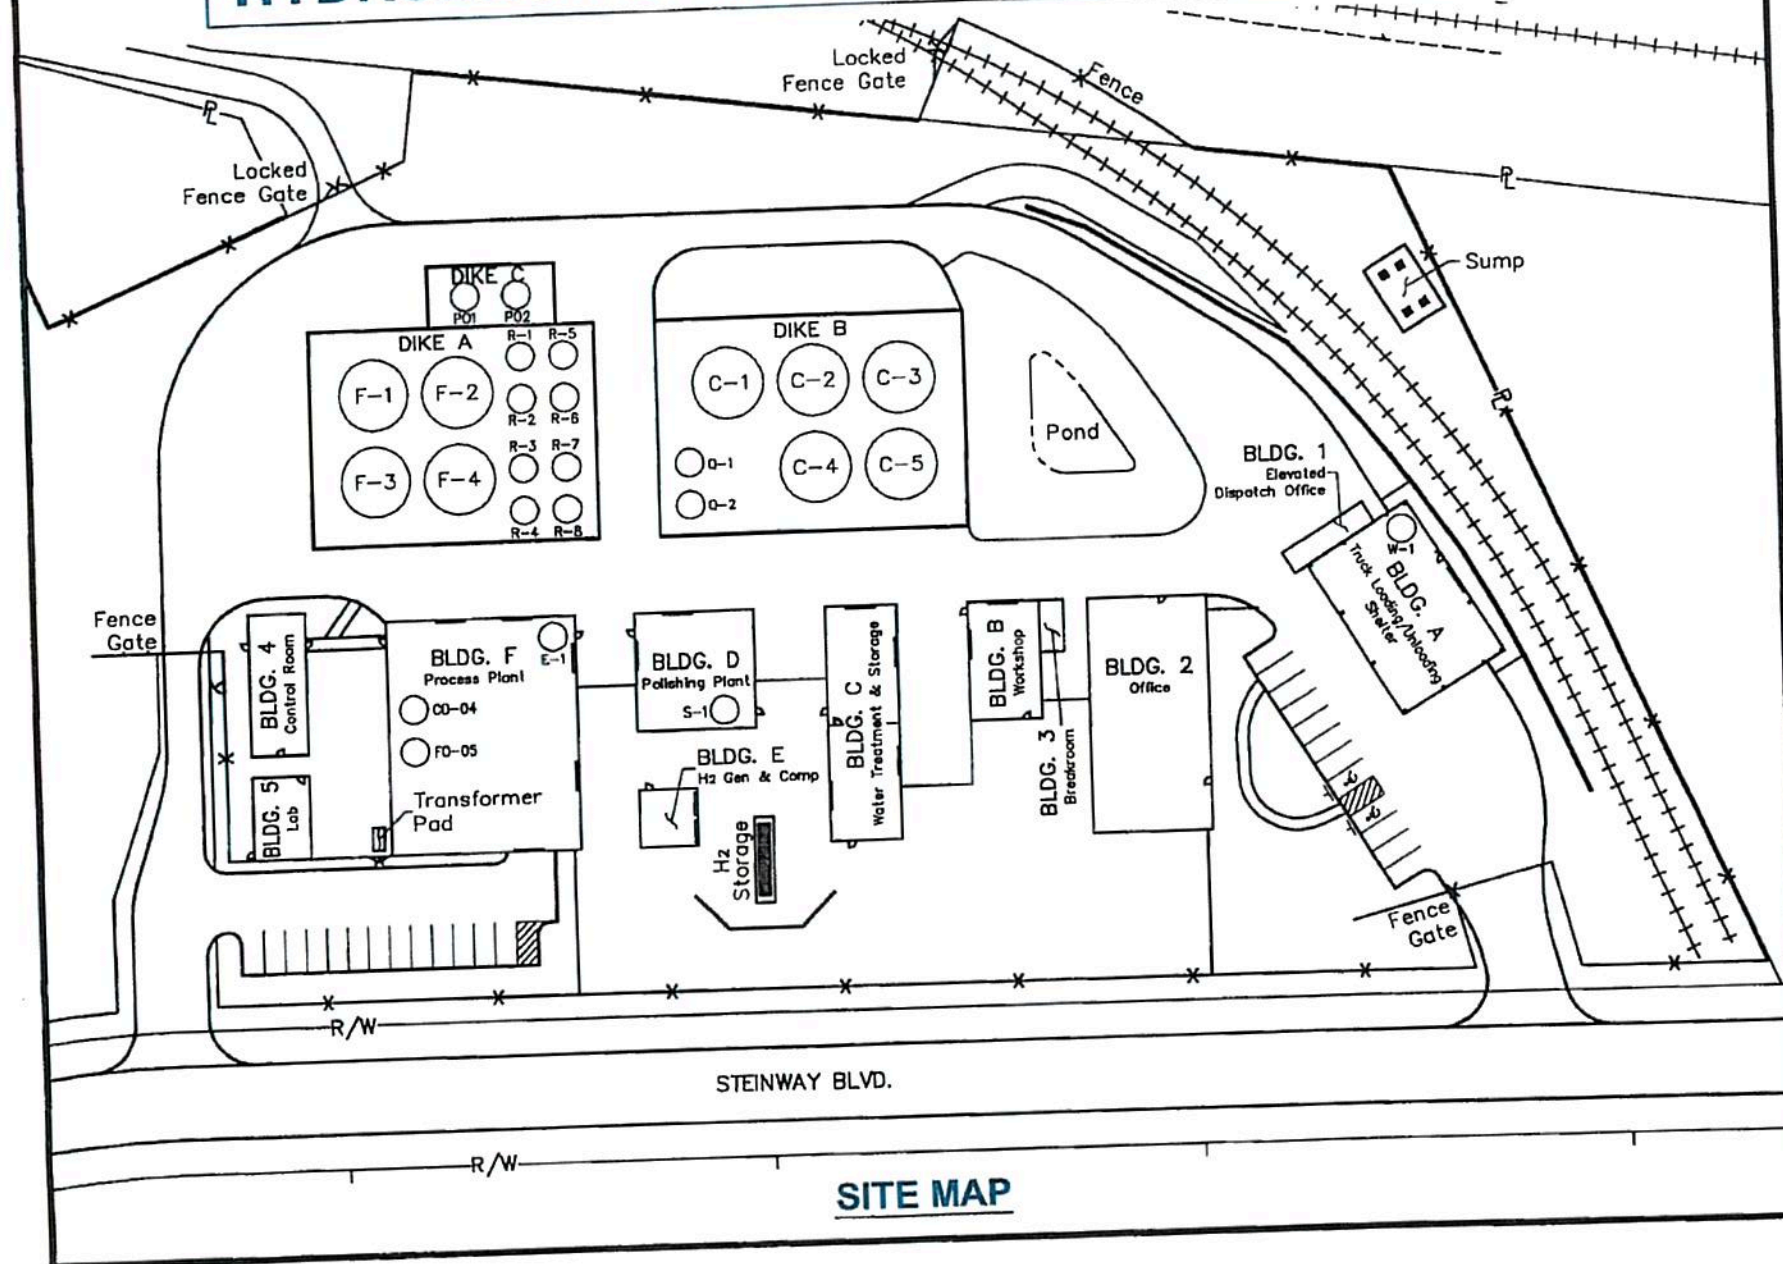 Locked
Fence Gate
Fence
PL
Locked
Fence Gate
PL
Sump
DIKE C
P01
P02
DIKE A
R-1
R-5
F-1
F-2
R-2
R-6
R-3
R-7
F-3
F-4
R-4
R-8
DIKE B
C-1
C-2
C-3
C-4
C-5
Pond
PL
BLDG. 1
Elevated
Dispatch Office
W-1
BLDG. A
Truck Loading/Unloading
Shelter
Fence
Gate
BLDG. 4
Control Room
BLDG. F
Process Plant
E-1
CO-04
FO-05
BLDG. D
Polishing Plant
S-1
BLDG. C
Water Treatment & Storage
BLDG. B
Workshop
BLDG. 2
Office
BLDG. 3
Breakroom
BLDG. 5
Lab
Transformer
Pad
BLDG. E
H2 Gen & Comp
H2
Storage
Fence
Gate
R/W
STEINWAY BLVD.
R/W
SITE MAP